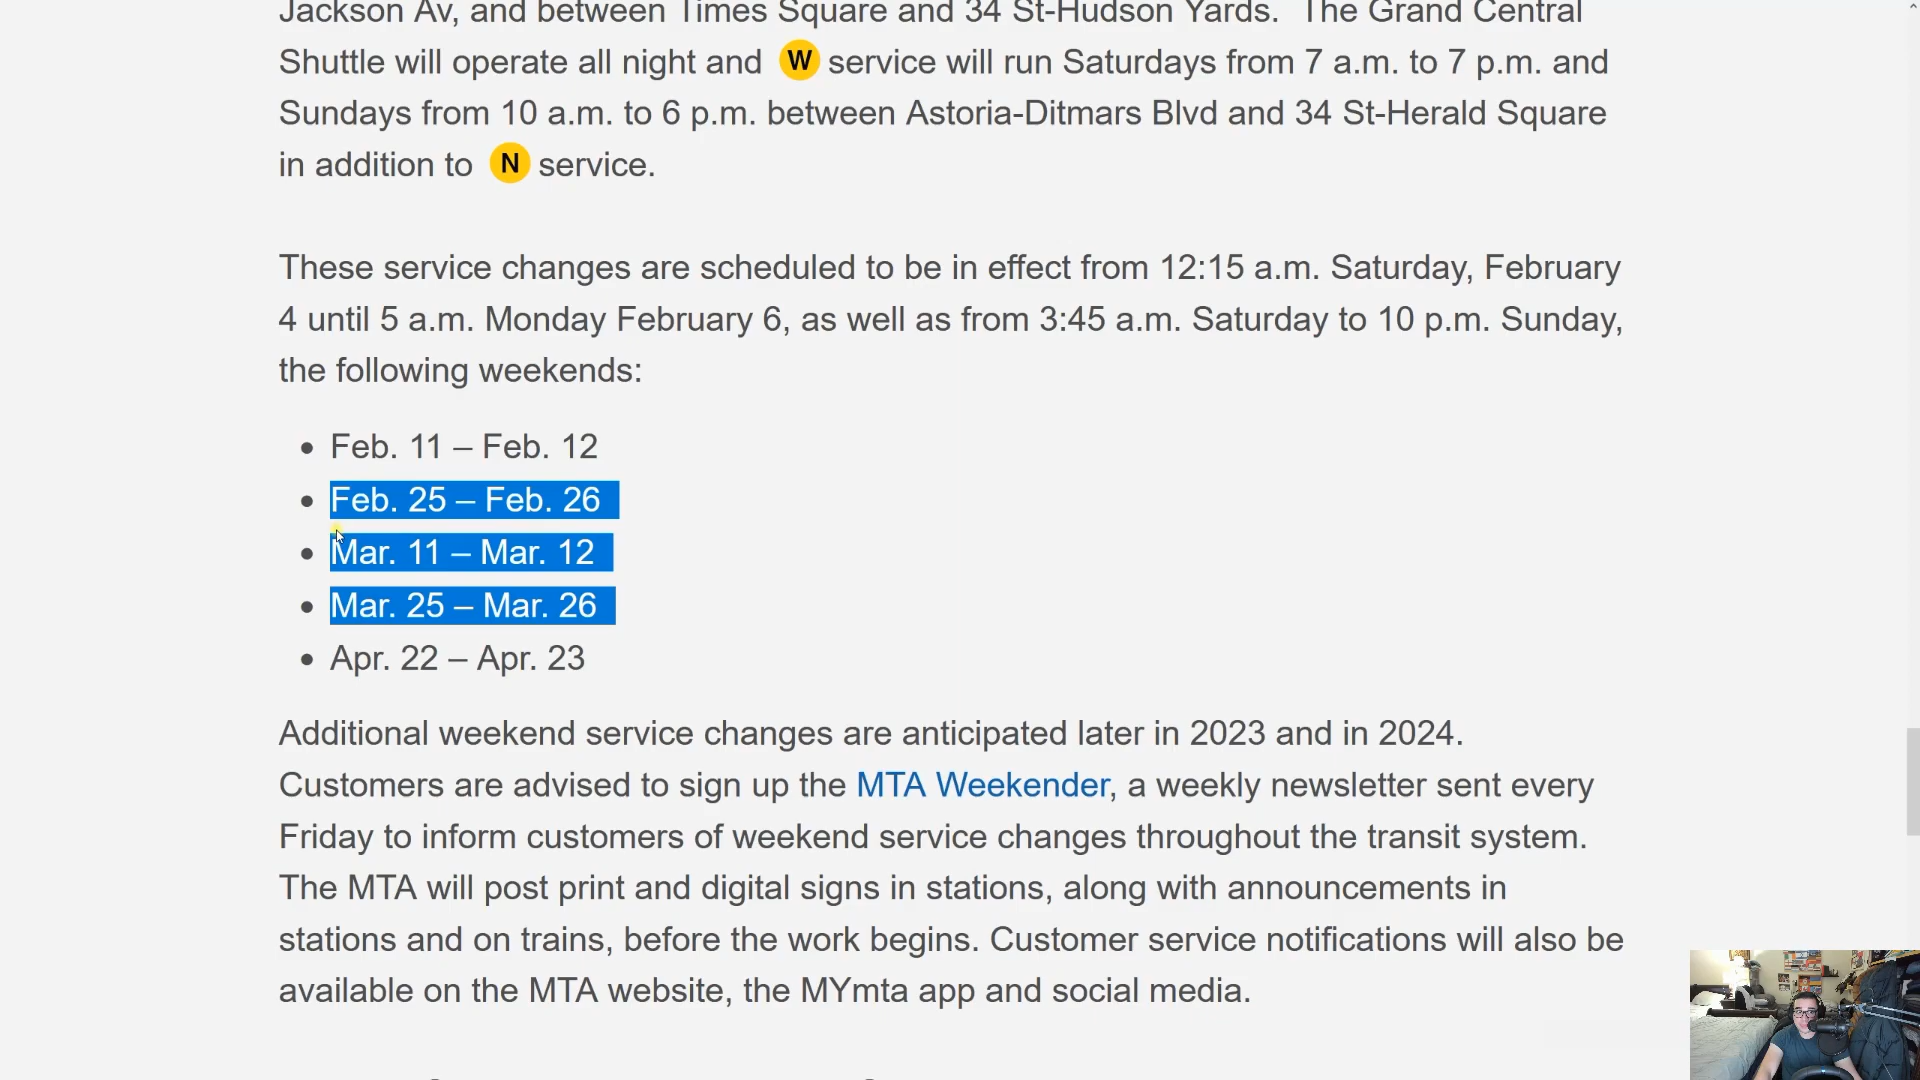 Jackson Av, and between Times Square and 34 St-Hudson Yards. The Grand Central
Shuttle will operate all night and W service will run Saturdays from 7 a.m. to 7 p.m. and
Sundays from 10 a.m. to 6 p.m. between Astoria-Ditmars Blvd and 34 St-Herald Square
in addition to N service.
These service changes are scheduled to be in effect from 12:15 a.m. Saturday, February
4 until 5 a.m. Monday February 6, as well as from 3:45 a.m. Saturday to 10 p.m. Sunday,
the following weekends:
• Feb. 11 – Feb. 12
• Feb. 25 – Feb. 26
• Mar. 11 – Mar. 12
• Mar. 25 – Mar. 26
• Apr. 22 – Apr. 23
Additional weekend service changes are anticipated later in 2023 and in 2024.
Customers are advised to sign up the MTA Weekender, a weekly newsletter sent every
Friday to inform customers of weekend service changes throughout the transit system.
The MTA will post print and digital signs in stations, along with announcements in
stations and on trains, before the work begins. Customer service notifications will also be
available on the MTA website, the MYmta app and social media.